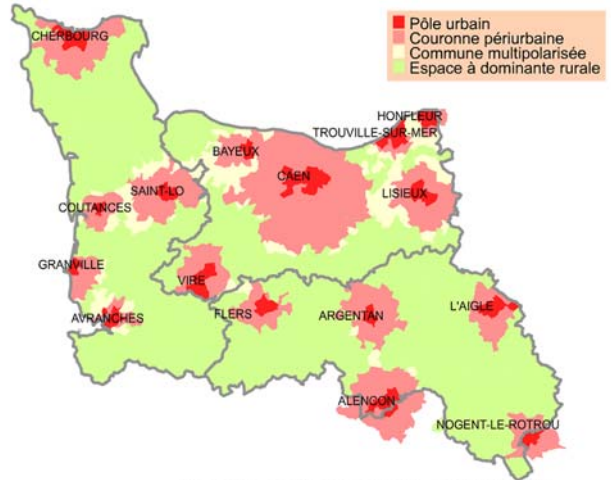 Pôle urbain
Couronne périurbaine
Commune multipolarisée
Espace à dominante rurale
CHERBOURG
HONFLEUR
TROUVILLE-SUR-MER
BAYEUX
CAEN
SAINT-LO
LISIEUX
COUTANCES
GRANVILLE
VIRE
AVRANCHES
FLERS
ARGENTAN
L'AIGLE
ALENCON
NOGENT-LE-ROTROU